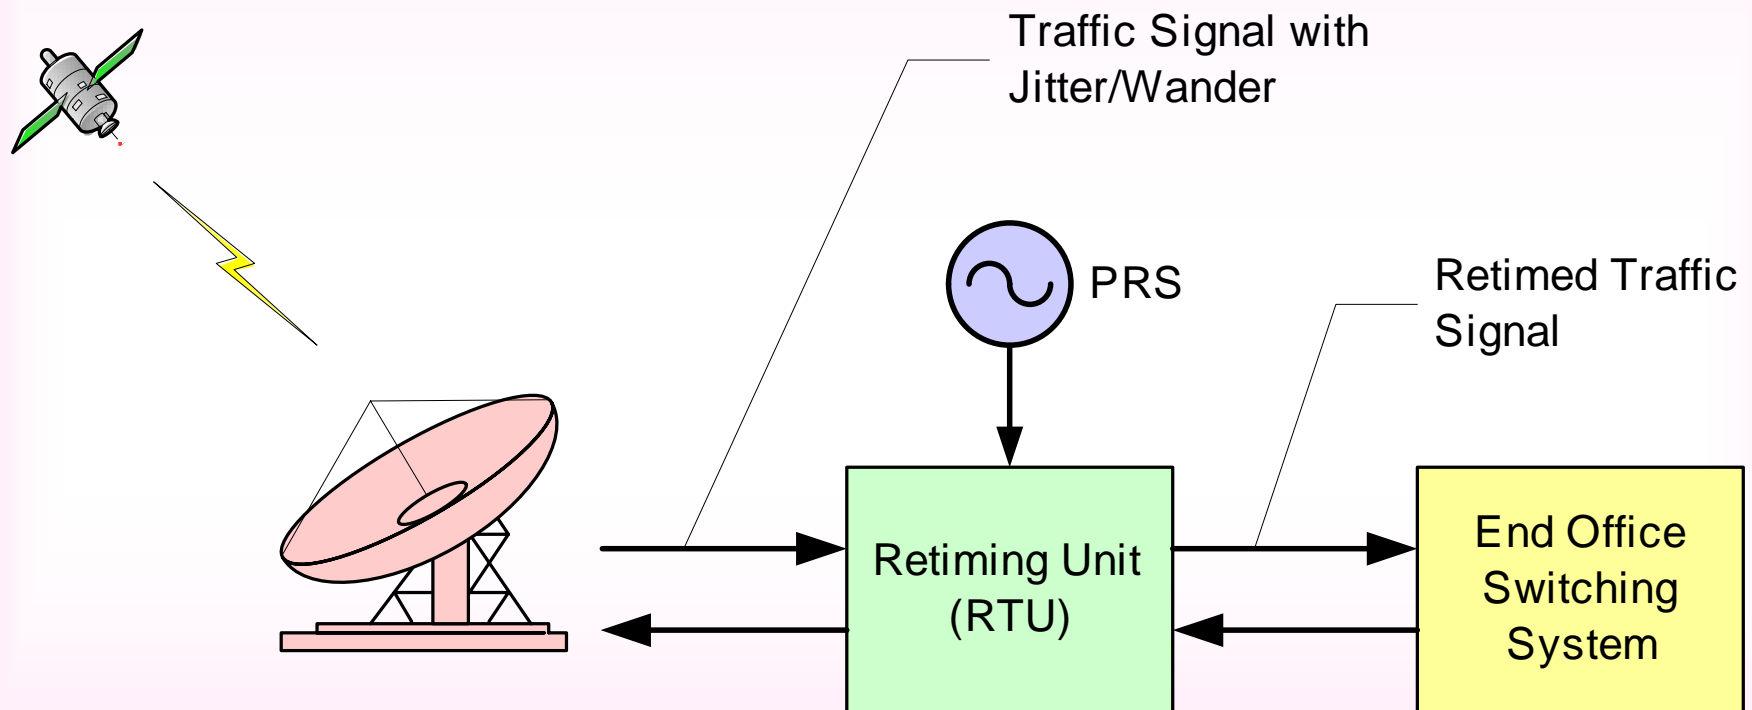 Traffic Signal with
Jitter/Wander
PRS
Retimed Traffic
Signal
Retiming Unit
(RTU)
End Office
Switching
System